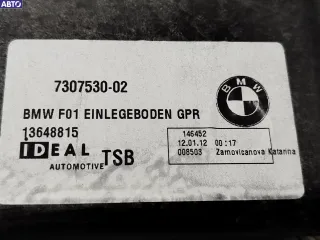 АВТО
7307530-02
BMW
BMW F01 EINLEGEBODEN GPR
13648815
146452
12.01.12 00:17
008503 Zamovicanova Katarina
IDEAL
AUTOMOTIVE TSB